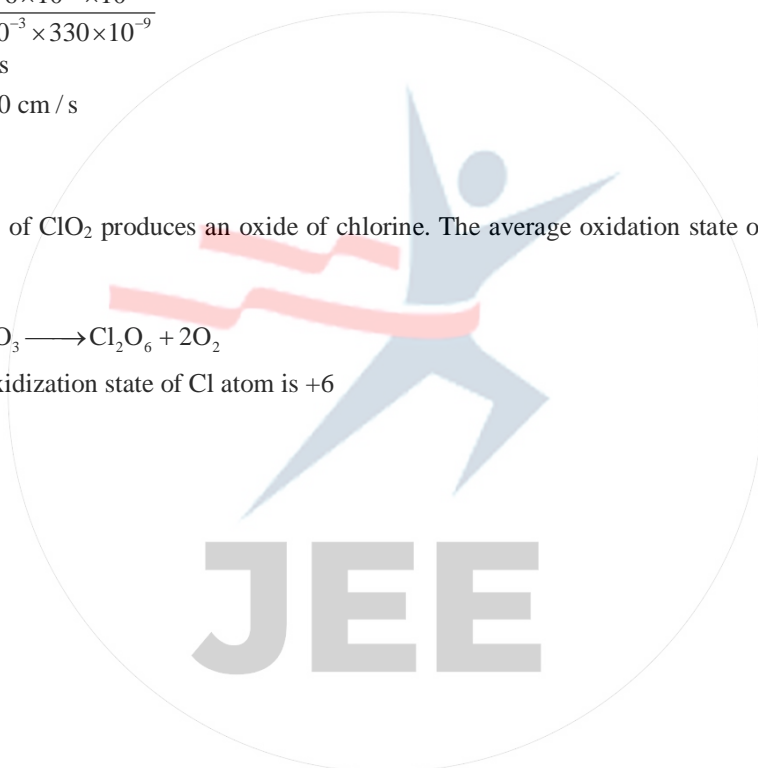 0⁻³ × 330×10⁻⁹
s
0 cm / s
of ClO₂ produces an oxide of chlorine. The average oxidation state o
O₃ ⟶ Cl₂O₆ + 2O₂
xidization state of Cl atom is +6
JEE